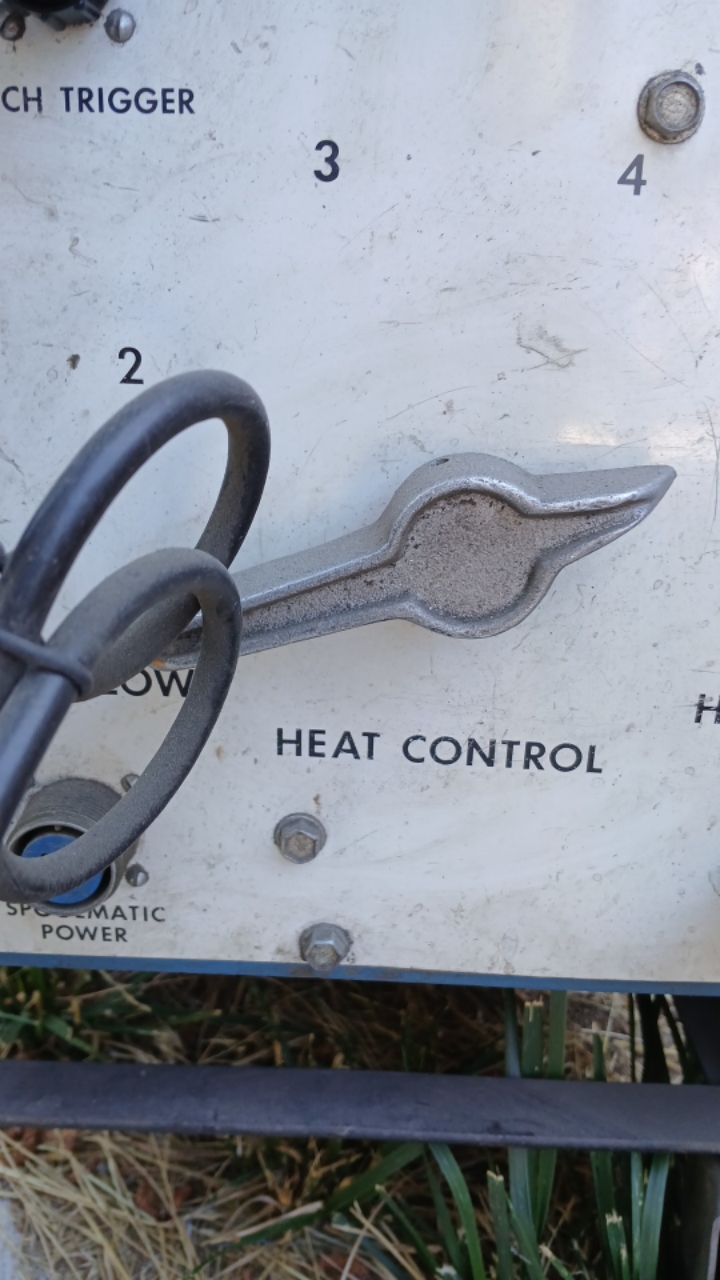 CH TRIGGER
3
4
2
LOW
HEAT CONTROL
H
POWER